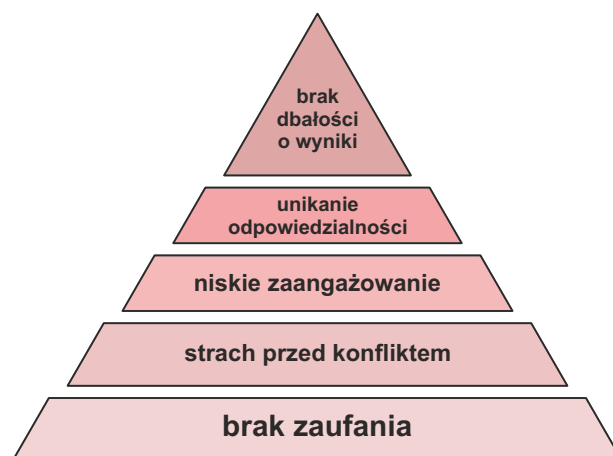 brak
dbałości
o wyniki
unikanie
odpowiedzialności
niskie zaangażowanie
strach przed konfliktem
brak zaufania